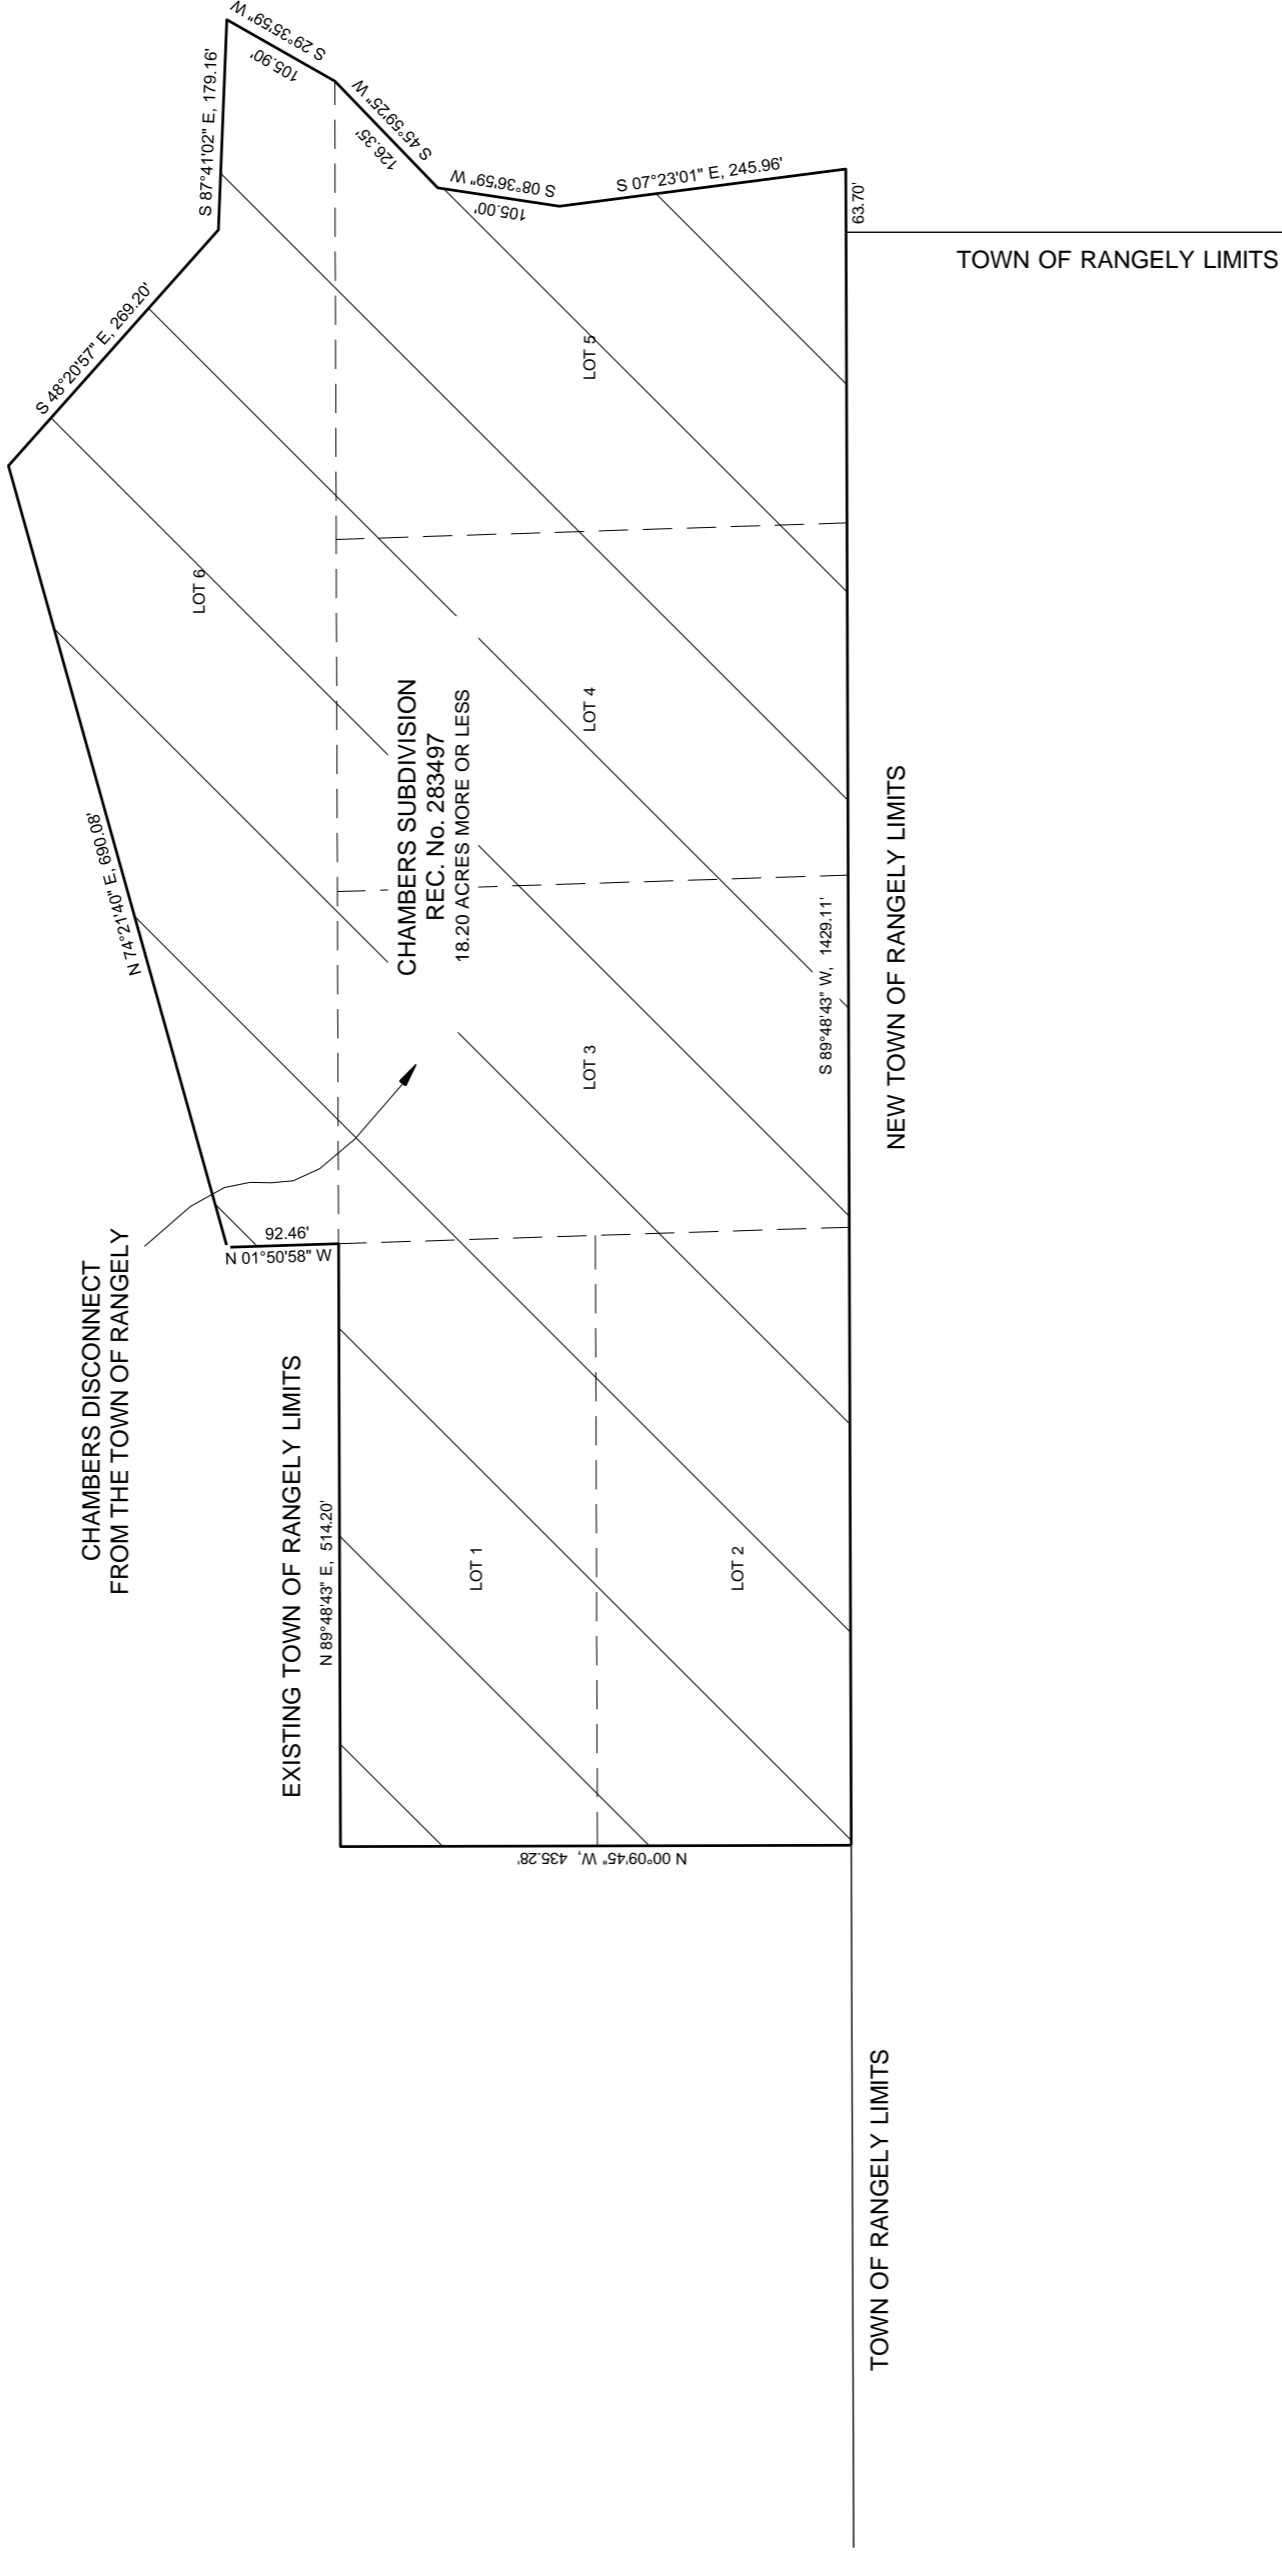 CHAMBERS DISCONNECT
FROM THE TOWN OF RANGELY
EXISTING TOWN OF RANGELY LIMITS
N 89°48'43" E, 514.20'
N 01°50'58" W
92.46'
N 74°21'40" E, 690.08'
S 48°20'57" E, 269.20'
S 87°41'02" E, 179.16'
S 29°35'59" W
105.90'
S 45°59'25" W
126.35'
S 08°36'59" W
105.00'
S 07°23'01" E, 245.96'
63.70'
TOWN OF RANGELY LIMITS
LOT 6
CHAMBERS SUBDIVISION
REC. No. 283497
18.20 ACRES MORE OR LESS
LOT 1
LOT 2
LOT 3
LOT 4
LOT 5
N 00°09'45" W, 435.28'
S 89°48'43" W, 1429.11'
NEW TOWN OF RANGELY LIMITS
TOWN OF RANGELY LIMITS